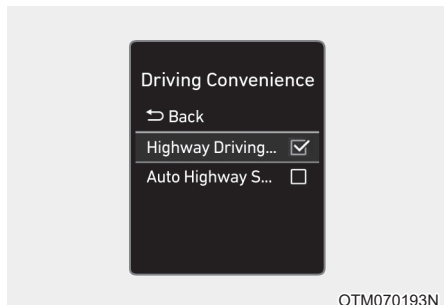 Driving Convenience
Back
Highway Driving...
Auto Highway S...
OTM070193N